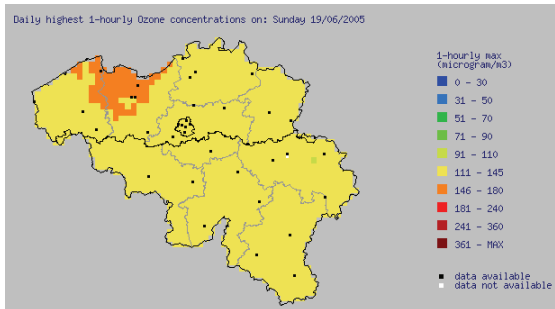 Daily highest 1-hourly Ozone concentrations on: Sunday 19/06/2005
1-hourly max
(microgram/m3)
0 - 30
31 - 50
51 - 70
71 - 90
91 - 110
111 - 145
146 - 180
181 - 240
241 - 360
361 - MAX
data available
data not available